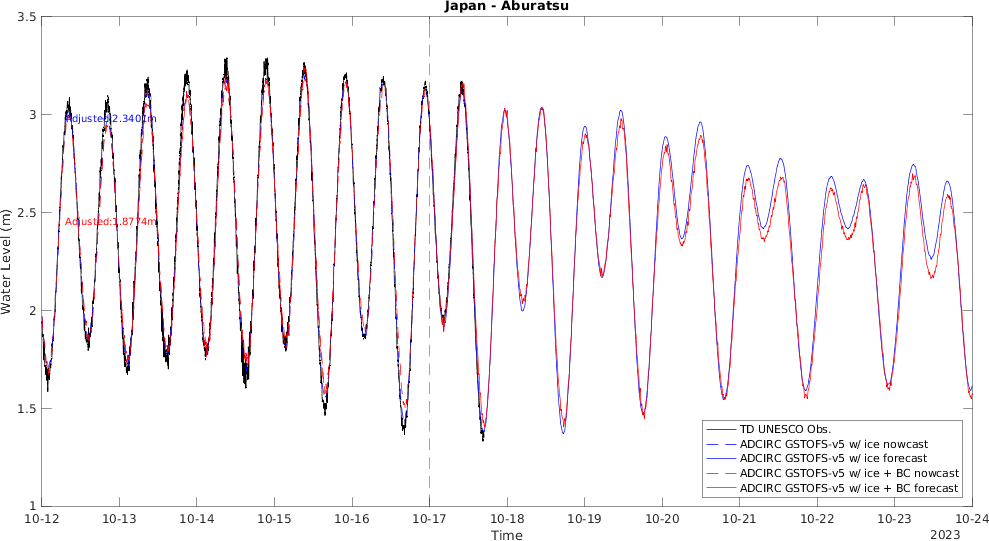 Japan - Aburatsu
3.5
3
2.5
2
1.5
1
Water Level (m)
Adjusted:2.3401m
Adjusted:1.8774m
TD UNESCO Obs.
ADCIRC GSTOFS-v5 w/ ice nowcast
ADCIRC GSTOFS-v5 w/ ice forecast
ADCIRC GSTOFS-v5 w/ ice + BC nowcast
ADCIRC GSTOFS-v5 w/ ice + BC forecast
10-12 10-13 10-14 10-15 10-16 10-17 10-18 10-19 10-20 10-21 10-22 10-23 10-24
Time
2023